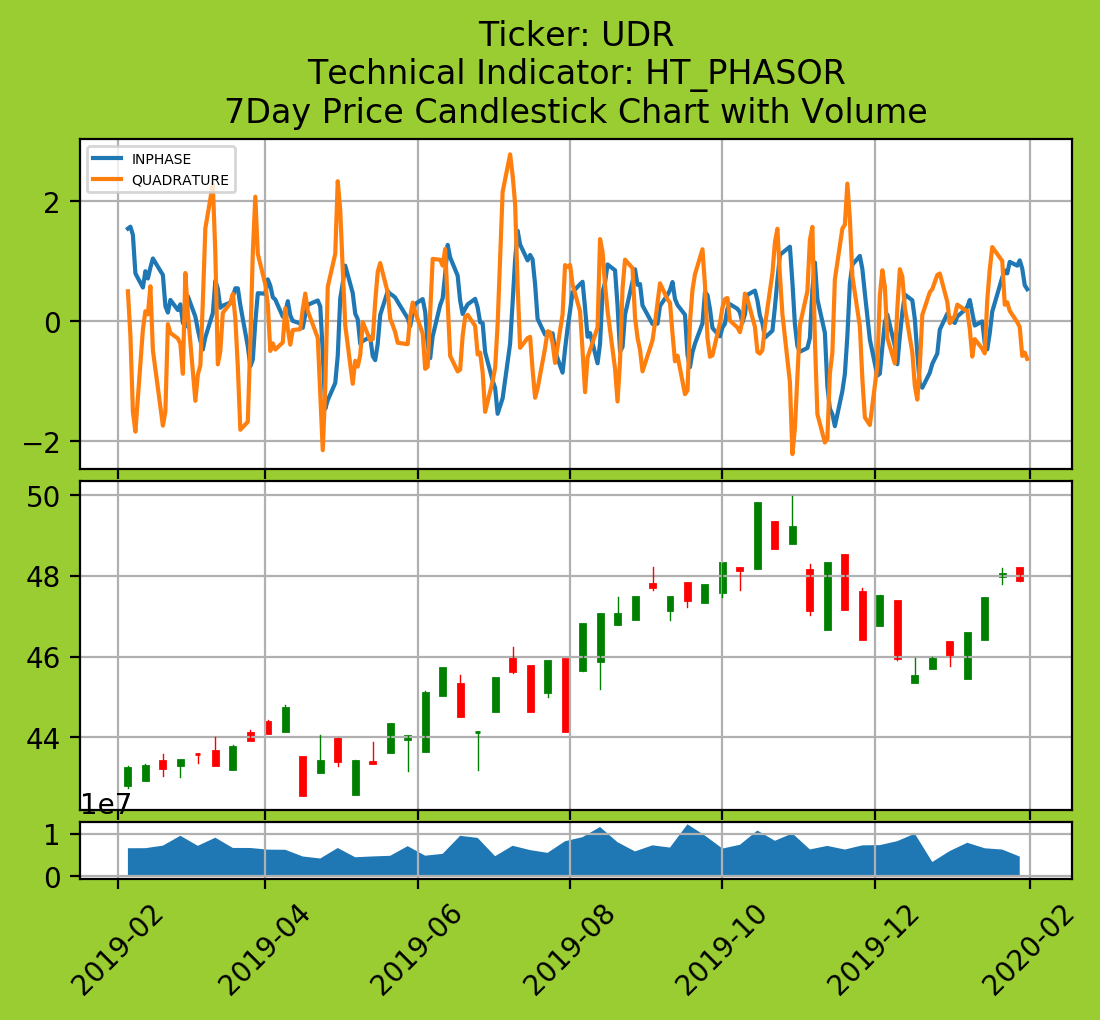 Ticker: UDR
Technical Indicator: HT_PHASOR
7Day Price Candlestick Chart with Volume
INPHASE
QUADRATURE
2
0
−2
50
48
46
44
1e7
1
0
2019-02
2019-04
2019-06
2019-08
2019-10
2019-12
2020-02